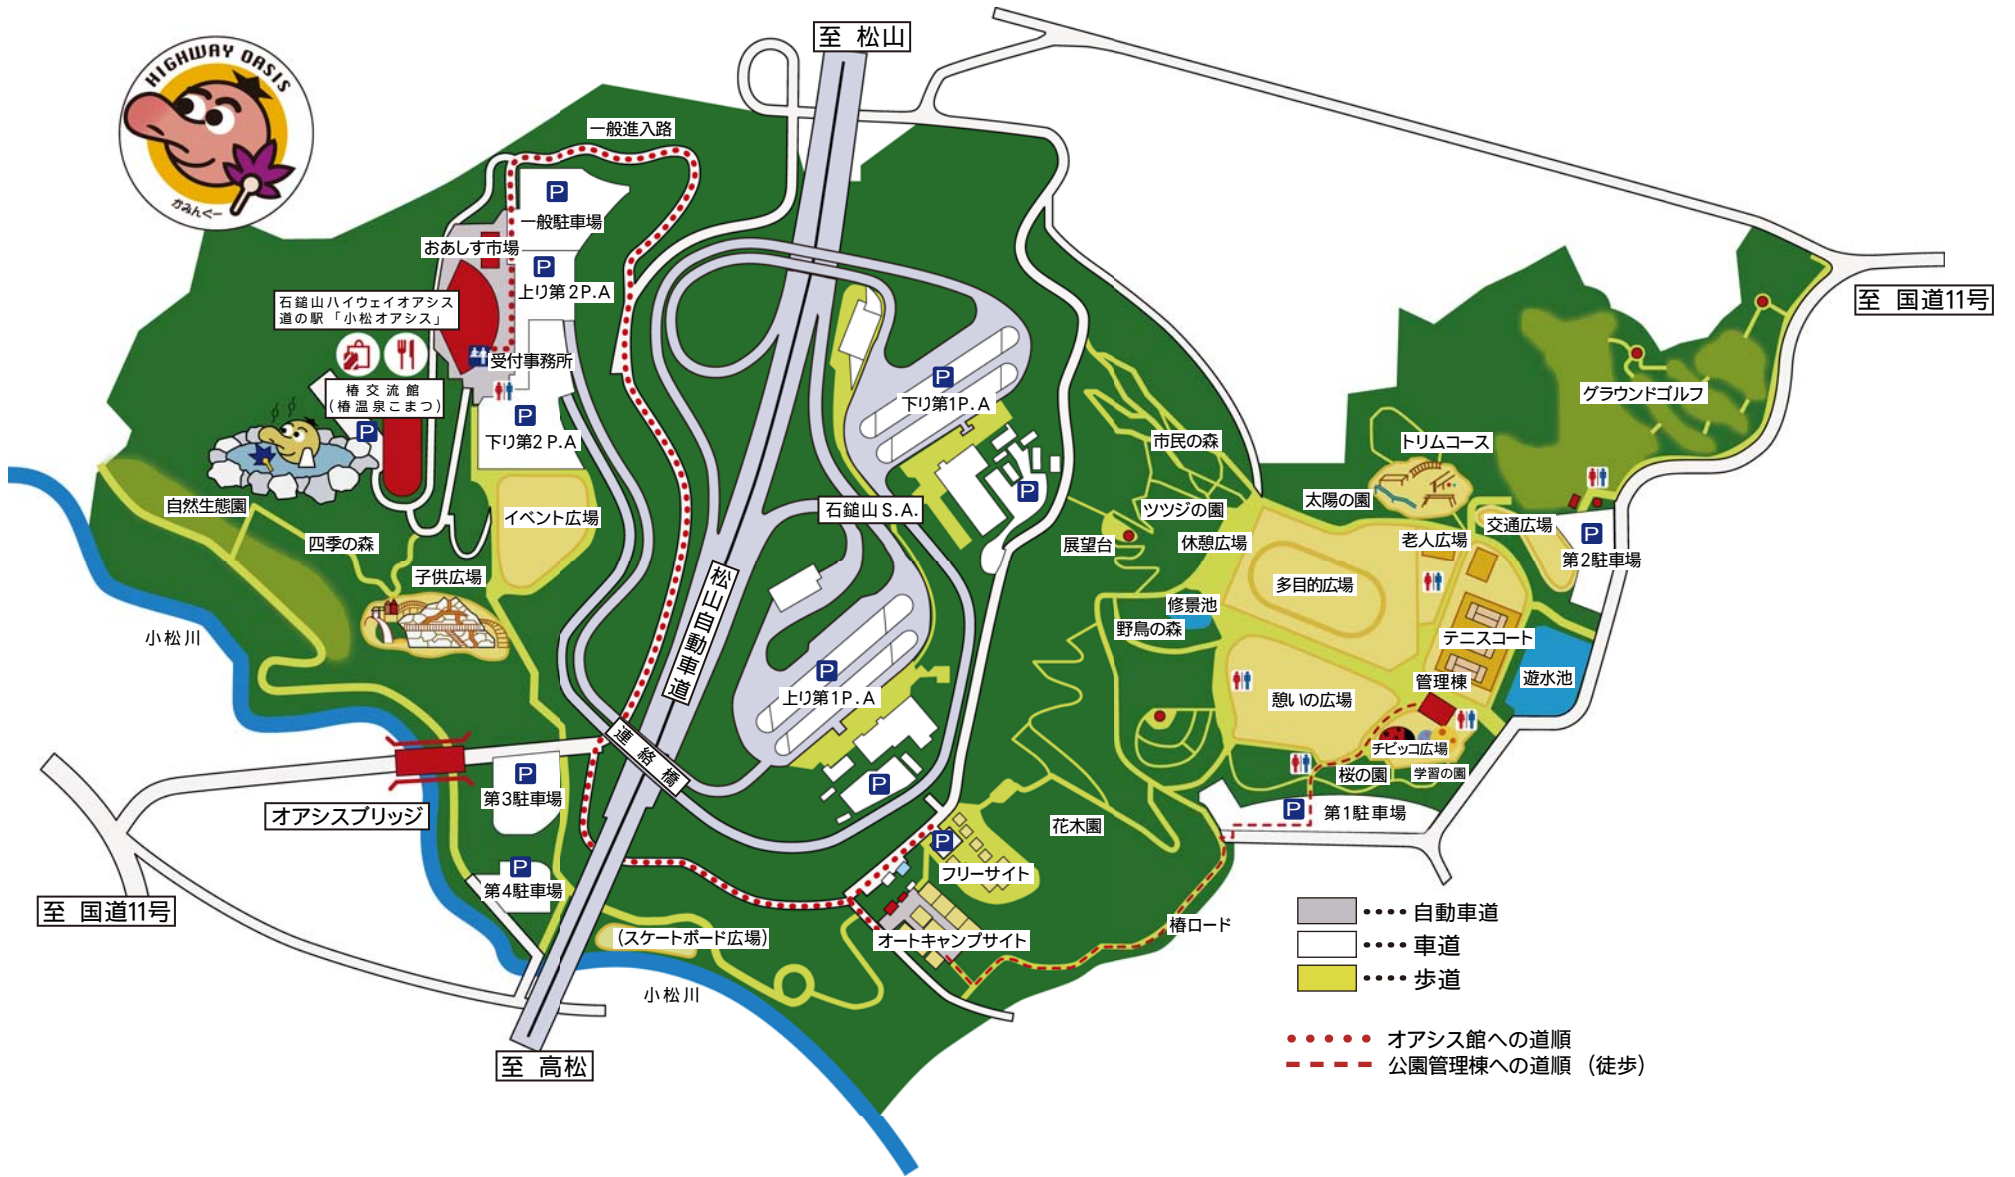 HIGHWAY OASIS
かみんぐー
至 松山
一般進入路
P
一般駐車場
おあしす市場
P
上り第2P.A
石鎚山ハイウェイオアシス
道の駅「小松オアシス」
受付事務所
椿交流館
(椿温泉こまつ)
P
P
下り第2 P.A
至 国道11号
P
下り第1P.A
グラウンドゴルフ
市民の森
トリムコース
自然生態園
イベント広場
石鎚山 S.A.
P
ツツジの園
太陽の園
四季の森
展望台
休憩広場
老人広場
交通広場
P
第2駐車場
子供広場
松山自動車道
多目的広場
修景池
野鳥の森
小松川
テニスコート
P
上り第1P.A
憩いの広場
管理棟
遊水池
連絡橋
チビッコ広場
桜の園
学習の園
P
第3駐車場
P
オアシスブリッジ
P
第1駐車場
花木園
P
フリーサイト
P
第4駐車場
至 国道11号
(スケートボード広場)
オートキャンプサイト
椿ロード
小松川
至 高松
自動車道
車道
歩道
オアシス館への道順
公園管理棟への道順 (徒歩)